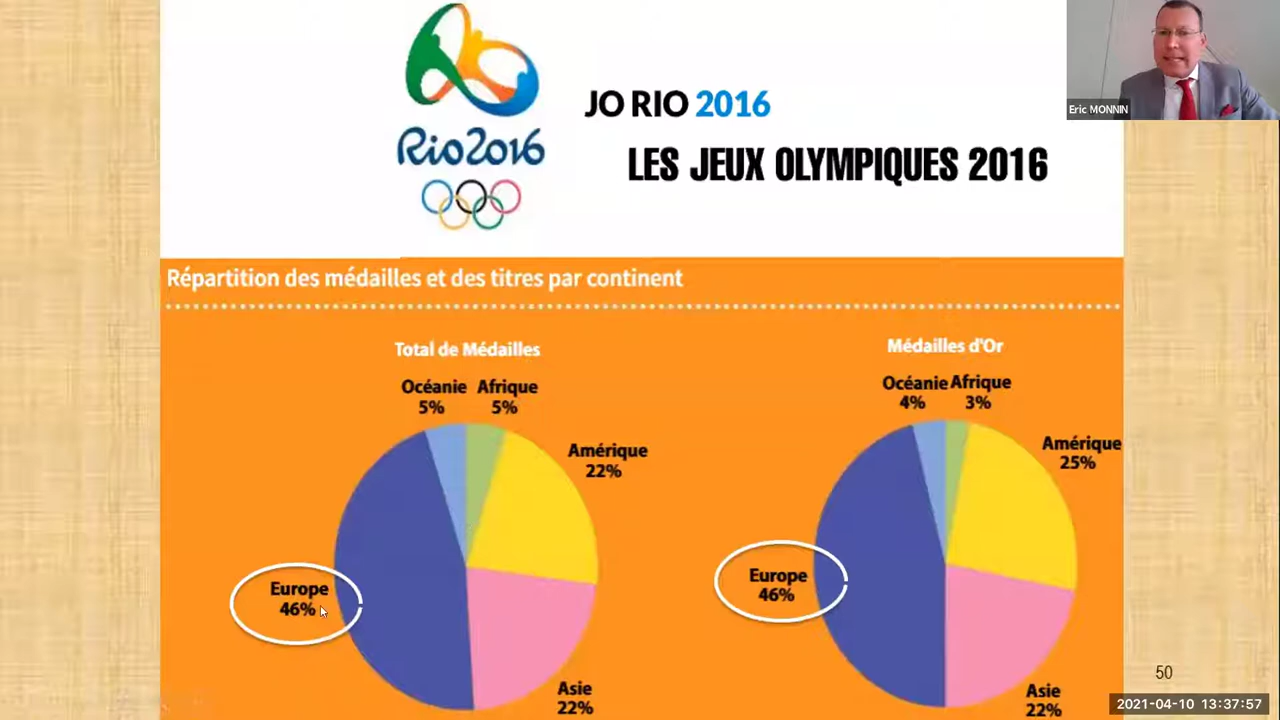 Rio2016
JO RIO 2016
LES JEUX OLYMPIQUES 2016
Eric MONNIN
Répartition des médailles et des titres par continent
Total de Médailles
Océanie
5%
Afrique
5%
Amérique
22%
Europe
46%
Asie
22%
Médailles d'Or
Océanie
4%
Afrique
3%
Amérique
25%
Europe
46%
Asie
22%
50
2021-04-10 13:37:57